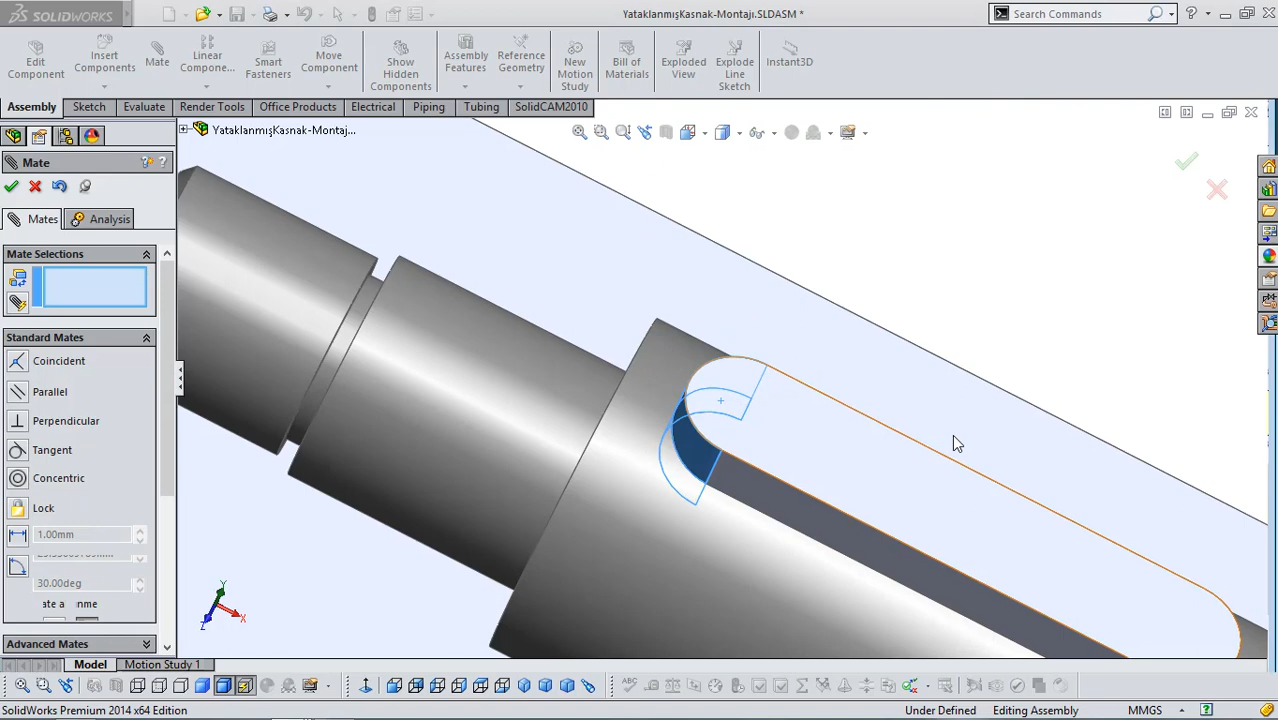 SOLIDWORKS
YataklanmışKasnak-Montajı.SLDASM *
Search Commands
Edit Component
Insert Components
Mate
Linear Compone...
Smart Fasteners
Move Component
Show Hidden Components
Assembly Features
Reference Geometry
New Motion Study
Bill of Materials
Exploded View
Explode Line Sketch
Instant3D
Assembly
Sketch
Evaluate
Render Tools
Office Products
Electrical
Piping
Tubing
SolidCAM2010
YataklanmışKasnak-Montaj...
Mate
Mates
Analysis
Mate Selections
Standard Mates
Coincident
Parallel
Perpendicular
Tangent
Concentric
Lock
1.00mm
30.00deg
Advanced Mates
Y
X
Z
Model
Motion Study 1
SolidWorks Premium 2014 x64 Edition
Under Defined
Editing Assembly
MMGS